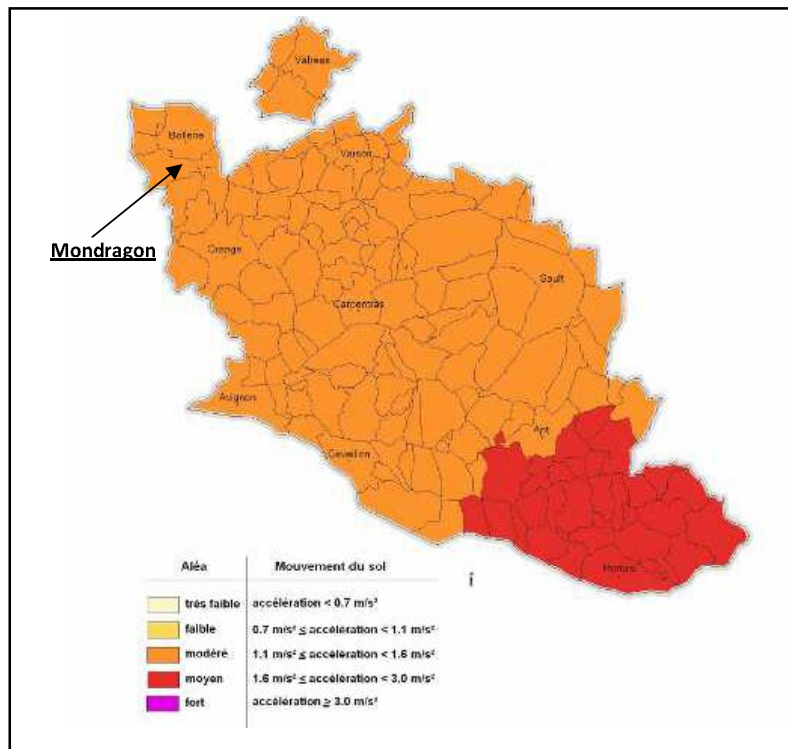 Valreas
Bollene
Vaison
Mondragon
Orange
Sault
Carpentras
Avignon
Apt
Cavaillon
Pertuis
Aléa Mouvement du sol
i
très faible accélération < 0.7 m/s²
faible 0.7 m/s² ≤ accélération < 1.1 m/s²
modéré 1.1 m/s² ≤ accélération < 1.6 m/s²
moyen 1.6 m/s² ≤ accélération < 3.0 m/s²
fort accélération ≥ 3.0 m/s²